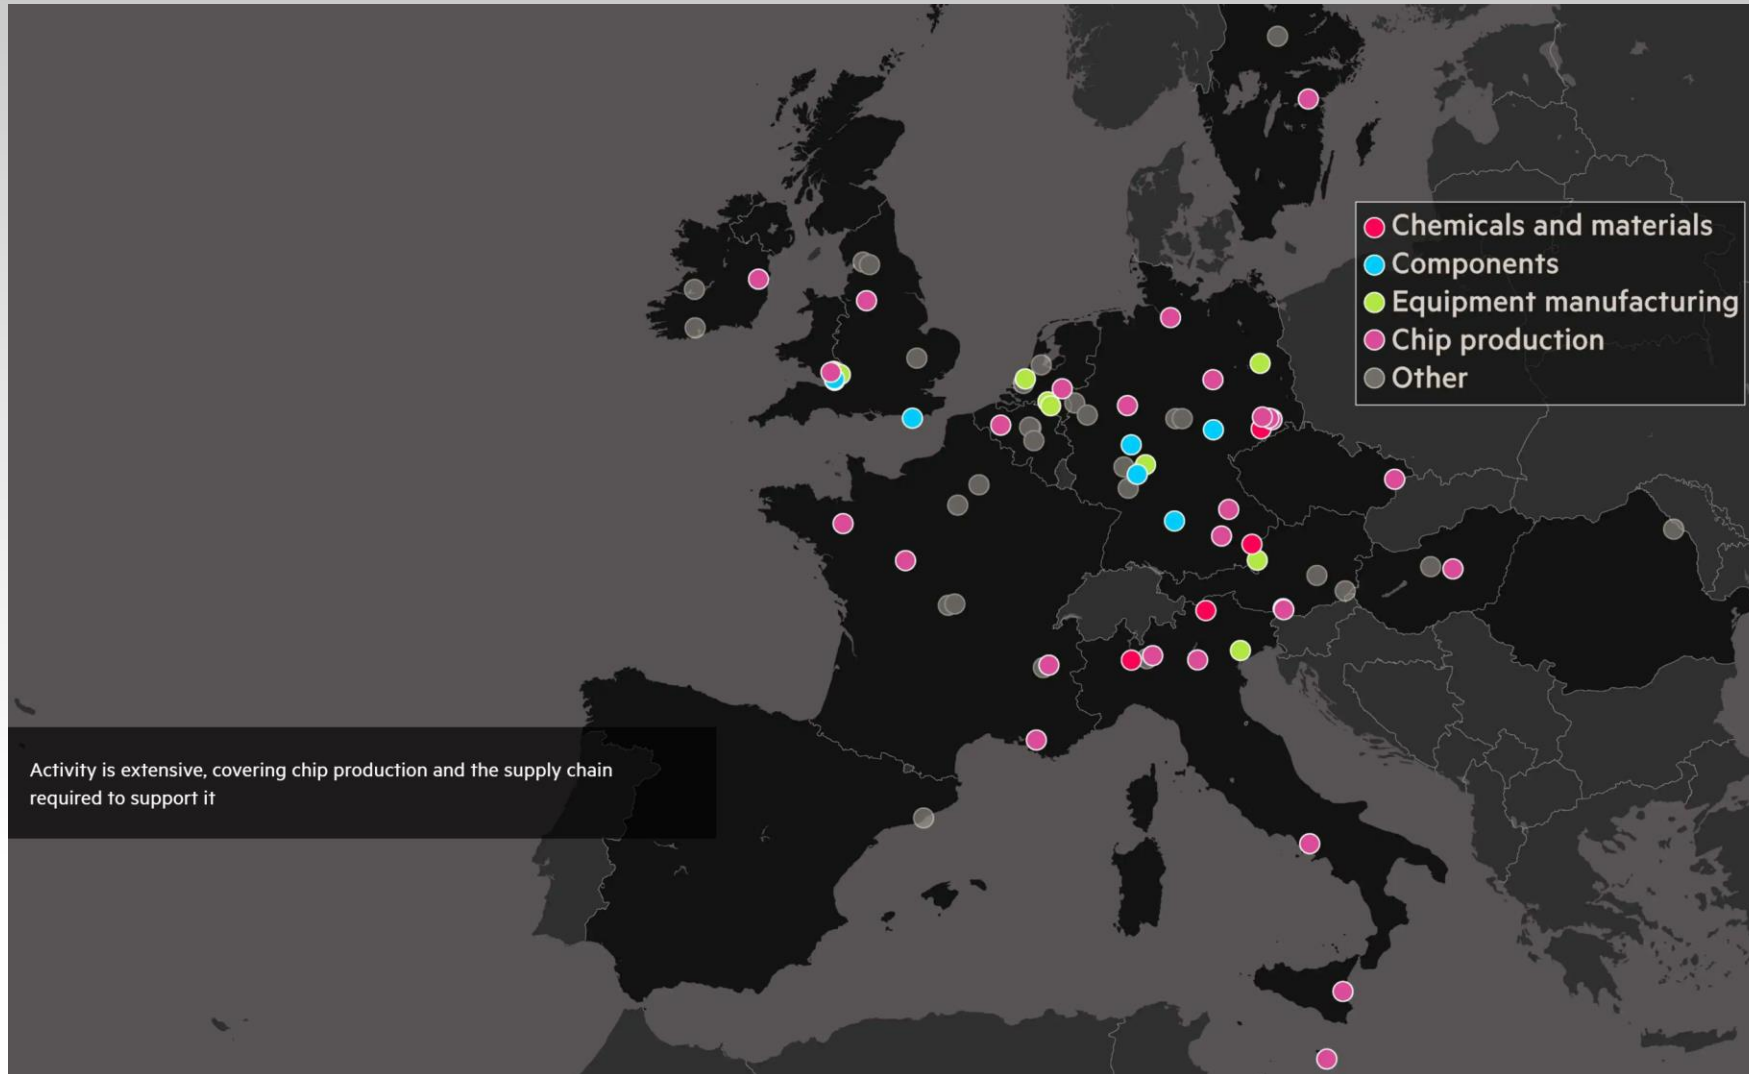 Chemicals and materials
Components
Equipment manufacturing
Chip production
Other
Activity is extensive, covering chip production and the supply chain
required to support it